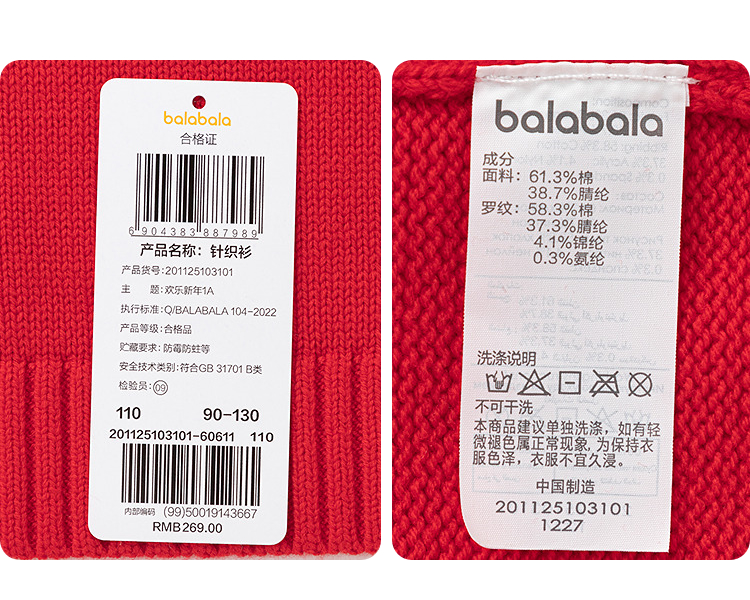 balabala
合格证
6 904383 887989
产品名称：针织衫
产品货号:201125103101
主 题:欢乐新年1A
执行标准:Q/BALABALA 104-2022
产品等级:合格品
贮藏要求:防霉防蛀等
安全技术类别:符合GB 31701 B类
检验员:09
110 90-130
201125103101-60611 110
内部编码 (99)50019143667
RMB269.00
balabala
成分
面料：61.3%棉
38.7%腈纶
罗纹：58.3%棉
37.3%腈纶
4.1%锦纶
0.3%氨纶
洗涤说明
不可干洗
本商品建议单独洗涤，如有轻
微褪色属正常现象,为保持衣
服色泽，衣服不宜久浸。
中国制造
201125103101
1227